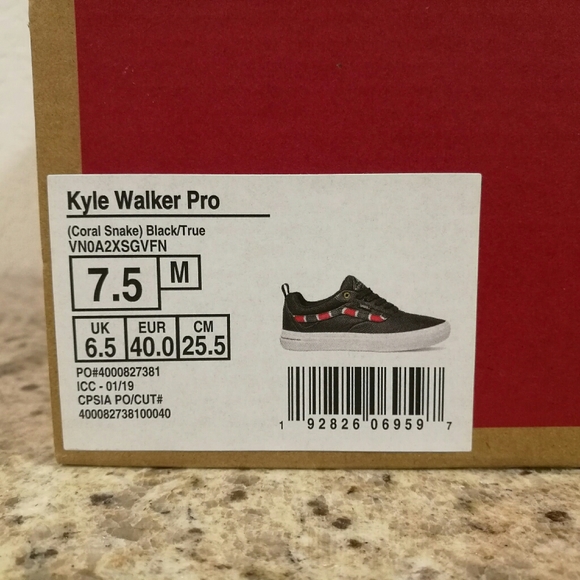 Kyle Walker Pro
(Coral Snake) Black/True
VN0A2XSGVFN
7.5 M
UK EUR CM
6.5 40.0 25.5
PO#4000827381
ICC - 01/19
CPSIA PO/CUT#
400082738100040
1 92826 06959 7